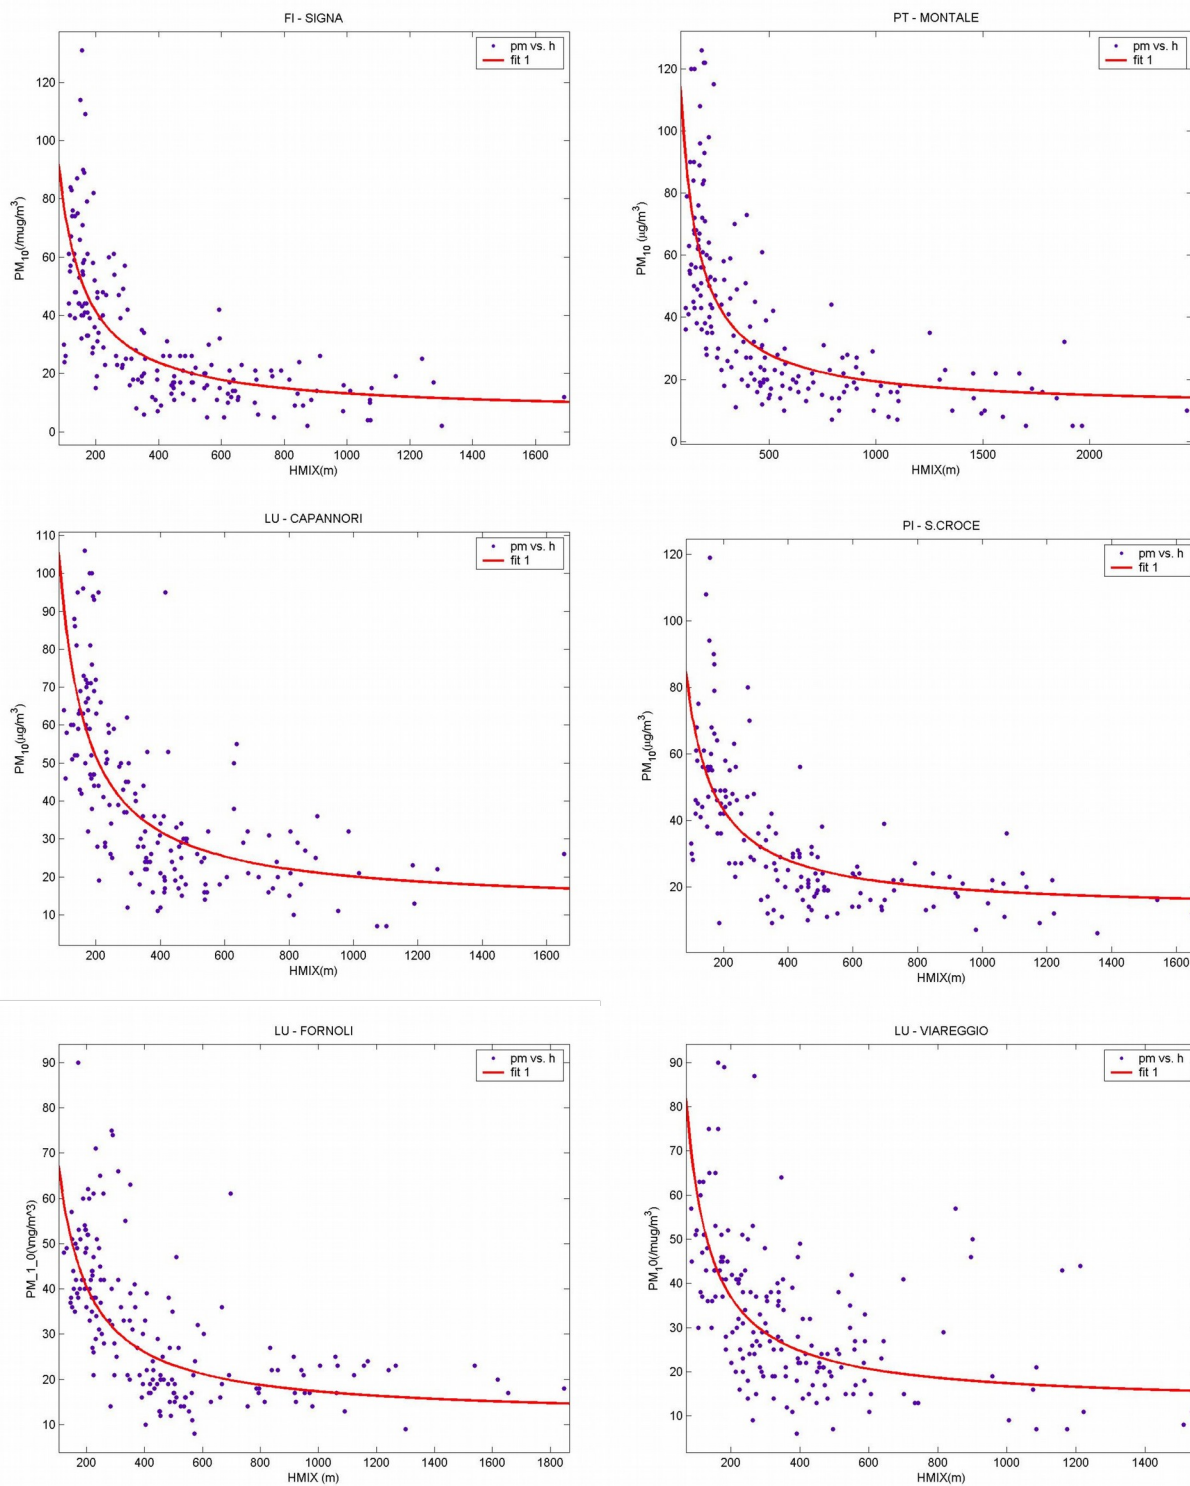 FI - SIGNA
pm vs. h
fit 1
PM10(/mug/m3)
120
100
80
60
40
20
0
200 400 600 800 1000 1200 1400 1600
HMIX(m)
PT - MONTALE
pm vs. h
fit 1
PM10 (μg/m3)
120
100
80
60
40
20
0
500 1000 1500 2000
HMIX(m)
LU - CAPANNORI
pm vs. h
fit 1
PM10(μg/m3)
110
100
90
80
70
60
50
40
30
20
10
200 400 600 800 1000 1200 1400 1600
HMIX(m)
PI - S.CROCE
pm vs. h
fit 1
PM10(μg/m3)
120
100
80
60
40
20
200 400 600 800 1000 1200 1400 1600
HMIX(m)
LU - FORNOLI
pm vs. h
fit 1
PM_1_0(\mg/m^3)
90
80
70
60
50
40
30
20
10
200 400 600 800 1000 1200 1400 1600 1800
HMIX (m)
LU - VIAREGGIO
pm vs. h
fit 1
PM10(/mug/m3)
90
80
70
60
50
40
30
20
10
200 400 600 800 1000 1200 1400
HMIX(m)